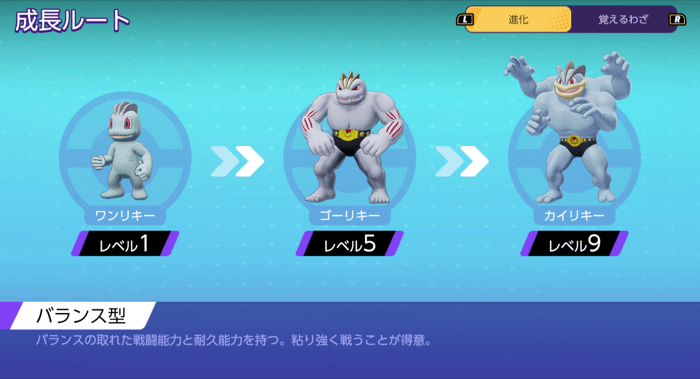 成長ルート
L 進化 覚えるわざ R
ワンリキー ゴーリキー カイリキー
レベル1 レベル5 レベル9
バランス型
バランスの取れた戦闘能力と耐久能力を持つ。粘り強く戦うことが得意。